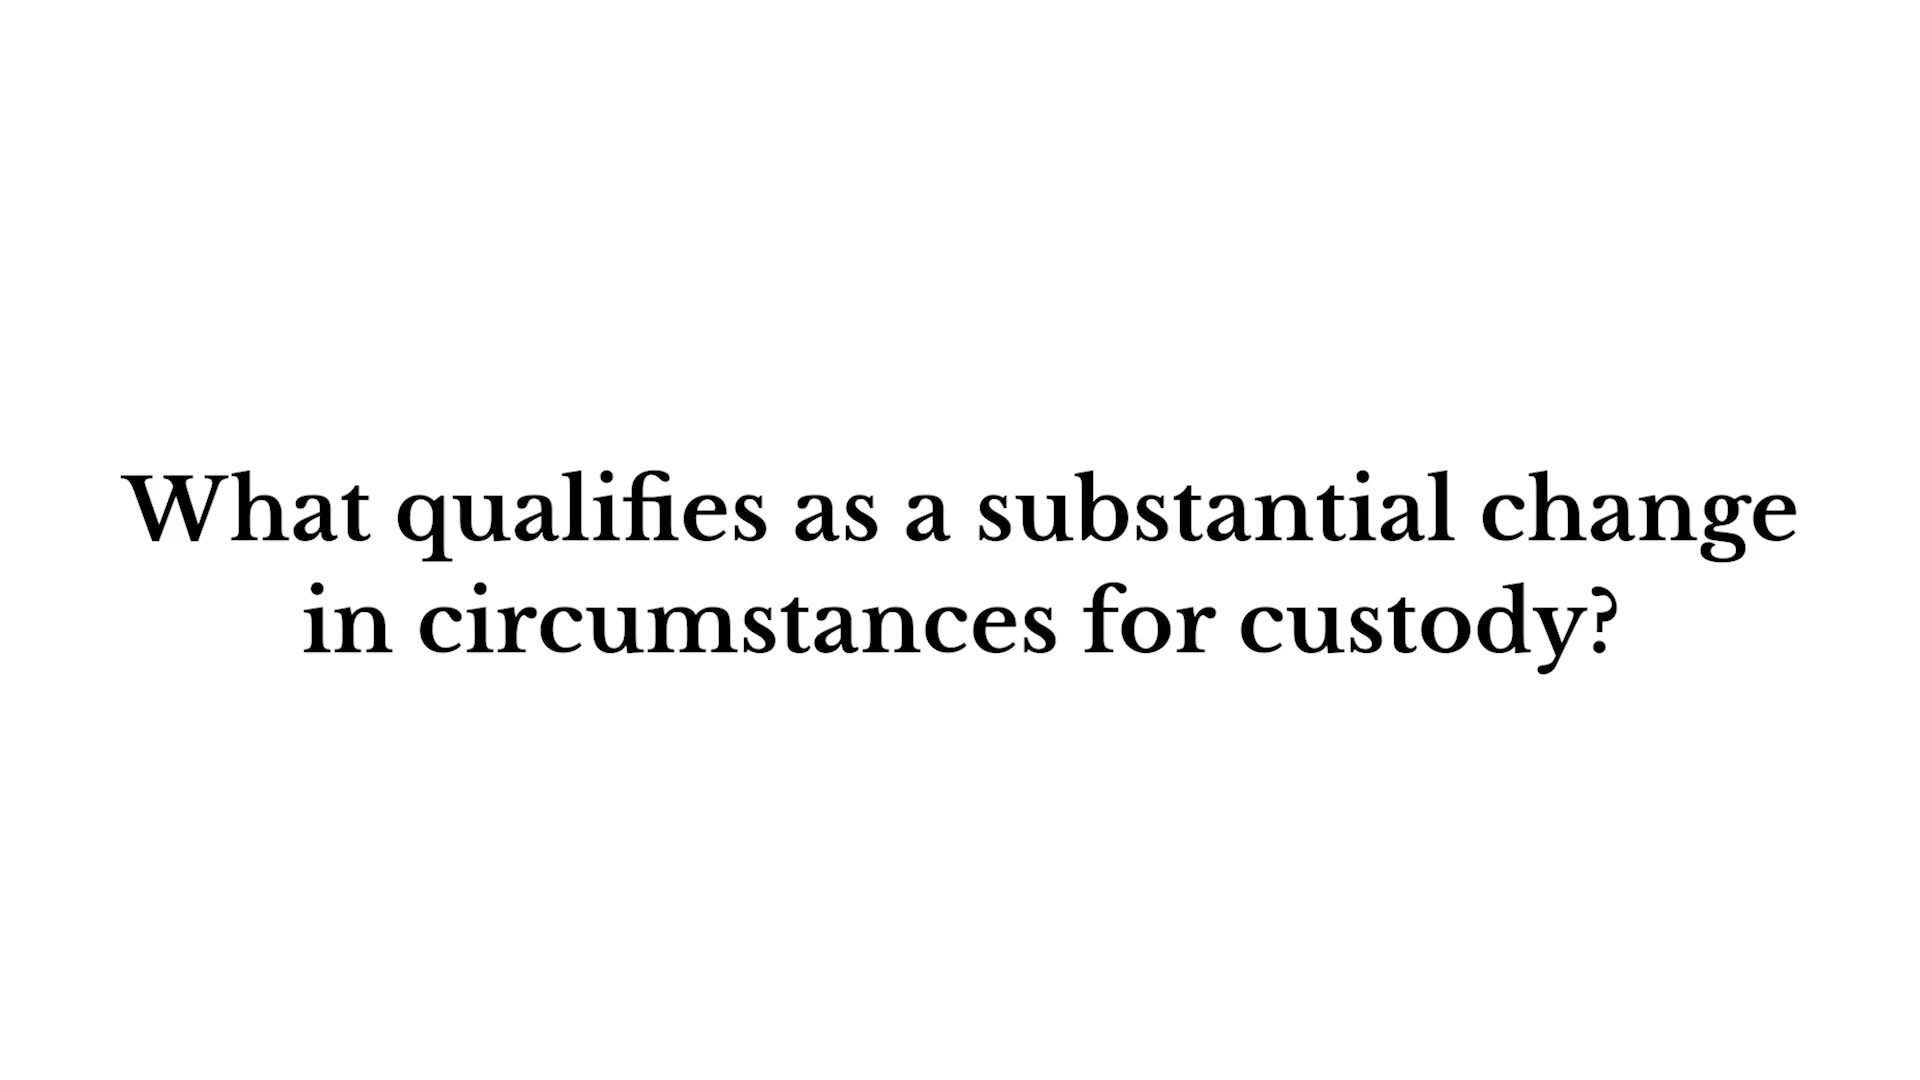 What qualifies as a substantial change
in circumstances for custody?